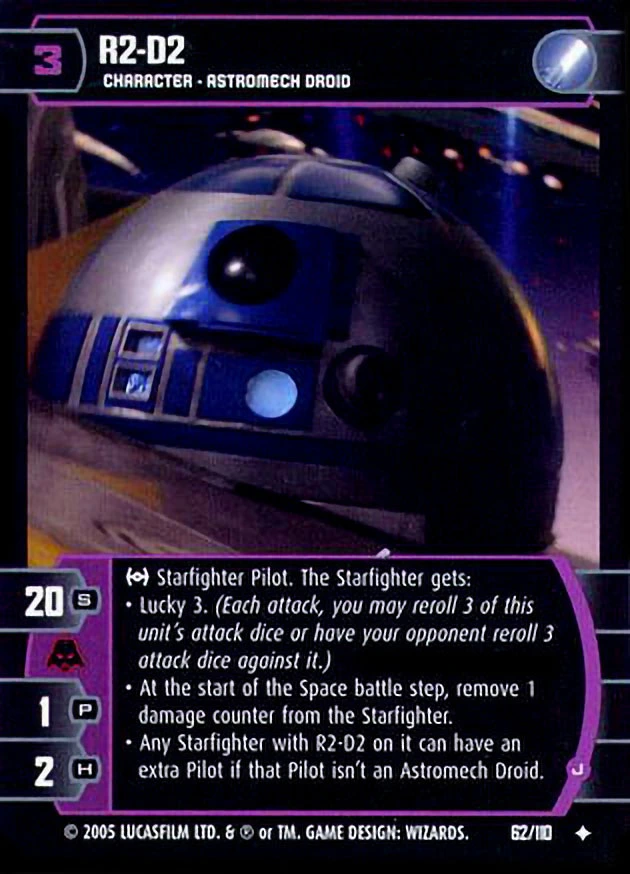 3
R2-D2
CHARACTER - ASTROMECH DROID
Starfighter Pilot. The Starfighter gets:
• Lucky 3. (Each attack, you may reroll 3 of this
unit's attack dice or have your opponent reroll 3
attack dice against it.)
• At the start of the Space battle step, remove 1
damage counter from the Starfighter.
• Any Starfighter with R2-D2 on it can have an
extra Pilot if that Pilot isn't an Astromech Droid.
20 S
1 P
2 H
J
© 2005 LUCASFILM LTD. & ® or TM. GAME DESIGN: WIZARDS. 62/110